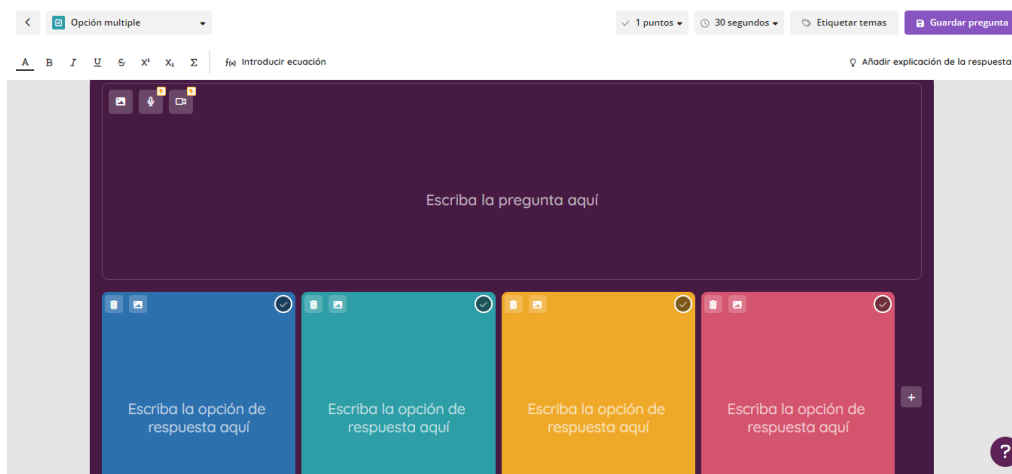 Opción multiple
1 puntos
30 segundos
Etiquetar temas
Guardar pregunta
A B I U S X² X₁ Σ f(x) Introducir ecuación
Añadir explicación de la respuesta
Escriba la pregunta aquí
Escriba la opción de
respuesta aquí
Escriba la opción de
respuesta aquí
Escriba la opción de
respuesta aquí
Escriba la opción de
respuesta aquí
+
?